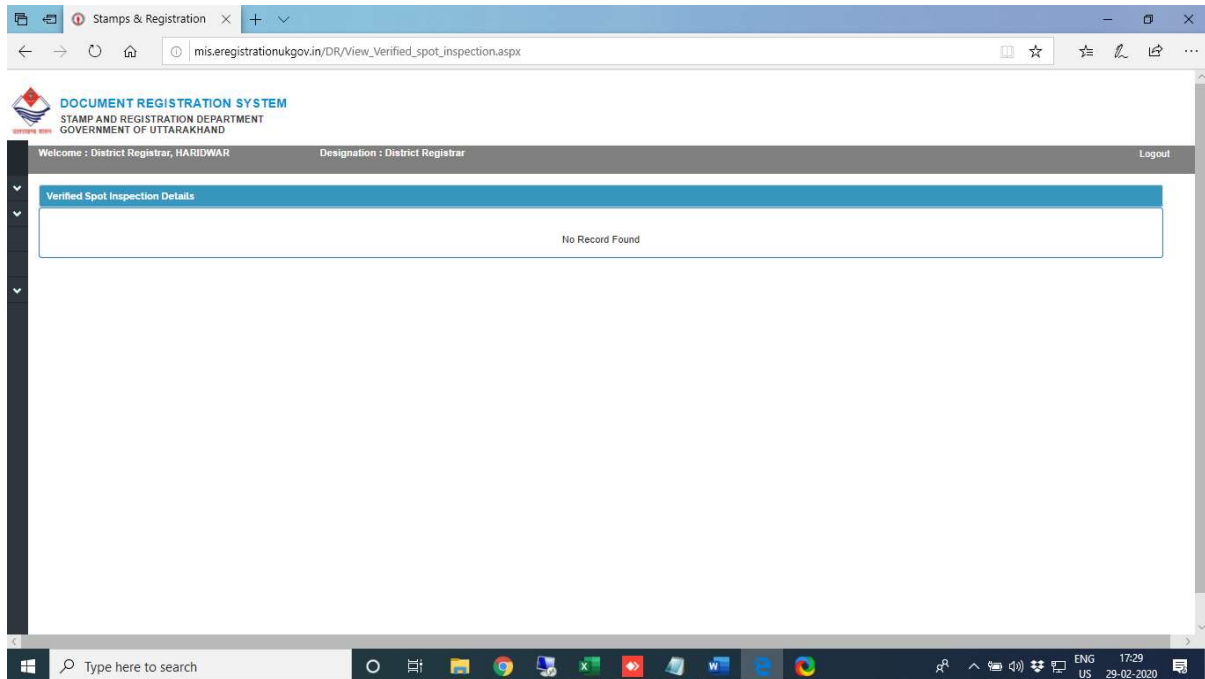 Stamps & Registration
mis.eregistrationukgov.in/DR/View_Verified_spot_inspection.aspx
DOCUMENT REGISTRATION SYSTEM
STAMP AND REGISTRATION DEPARTMENT
GOVERNMENT OF UTTARAKHAND
Welcome : District Registrar, HARIDWAR Designation : District Registrar Logout
Verified Spot Inspection Details
No Record Found
Type here to search
ENG 17:29
US 29-02-2020